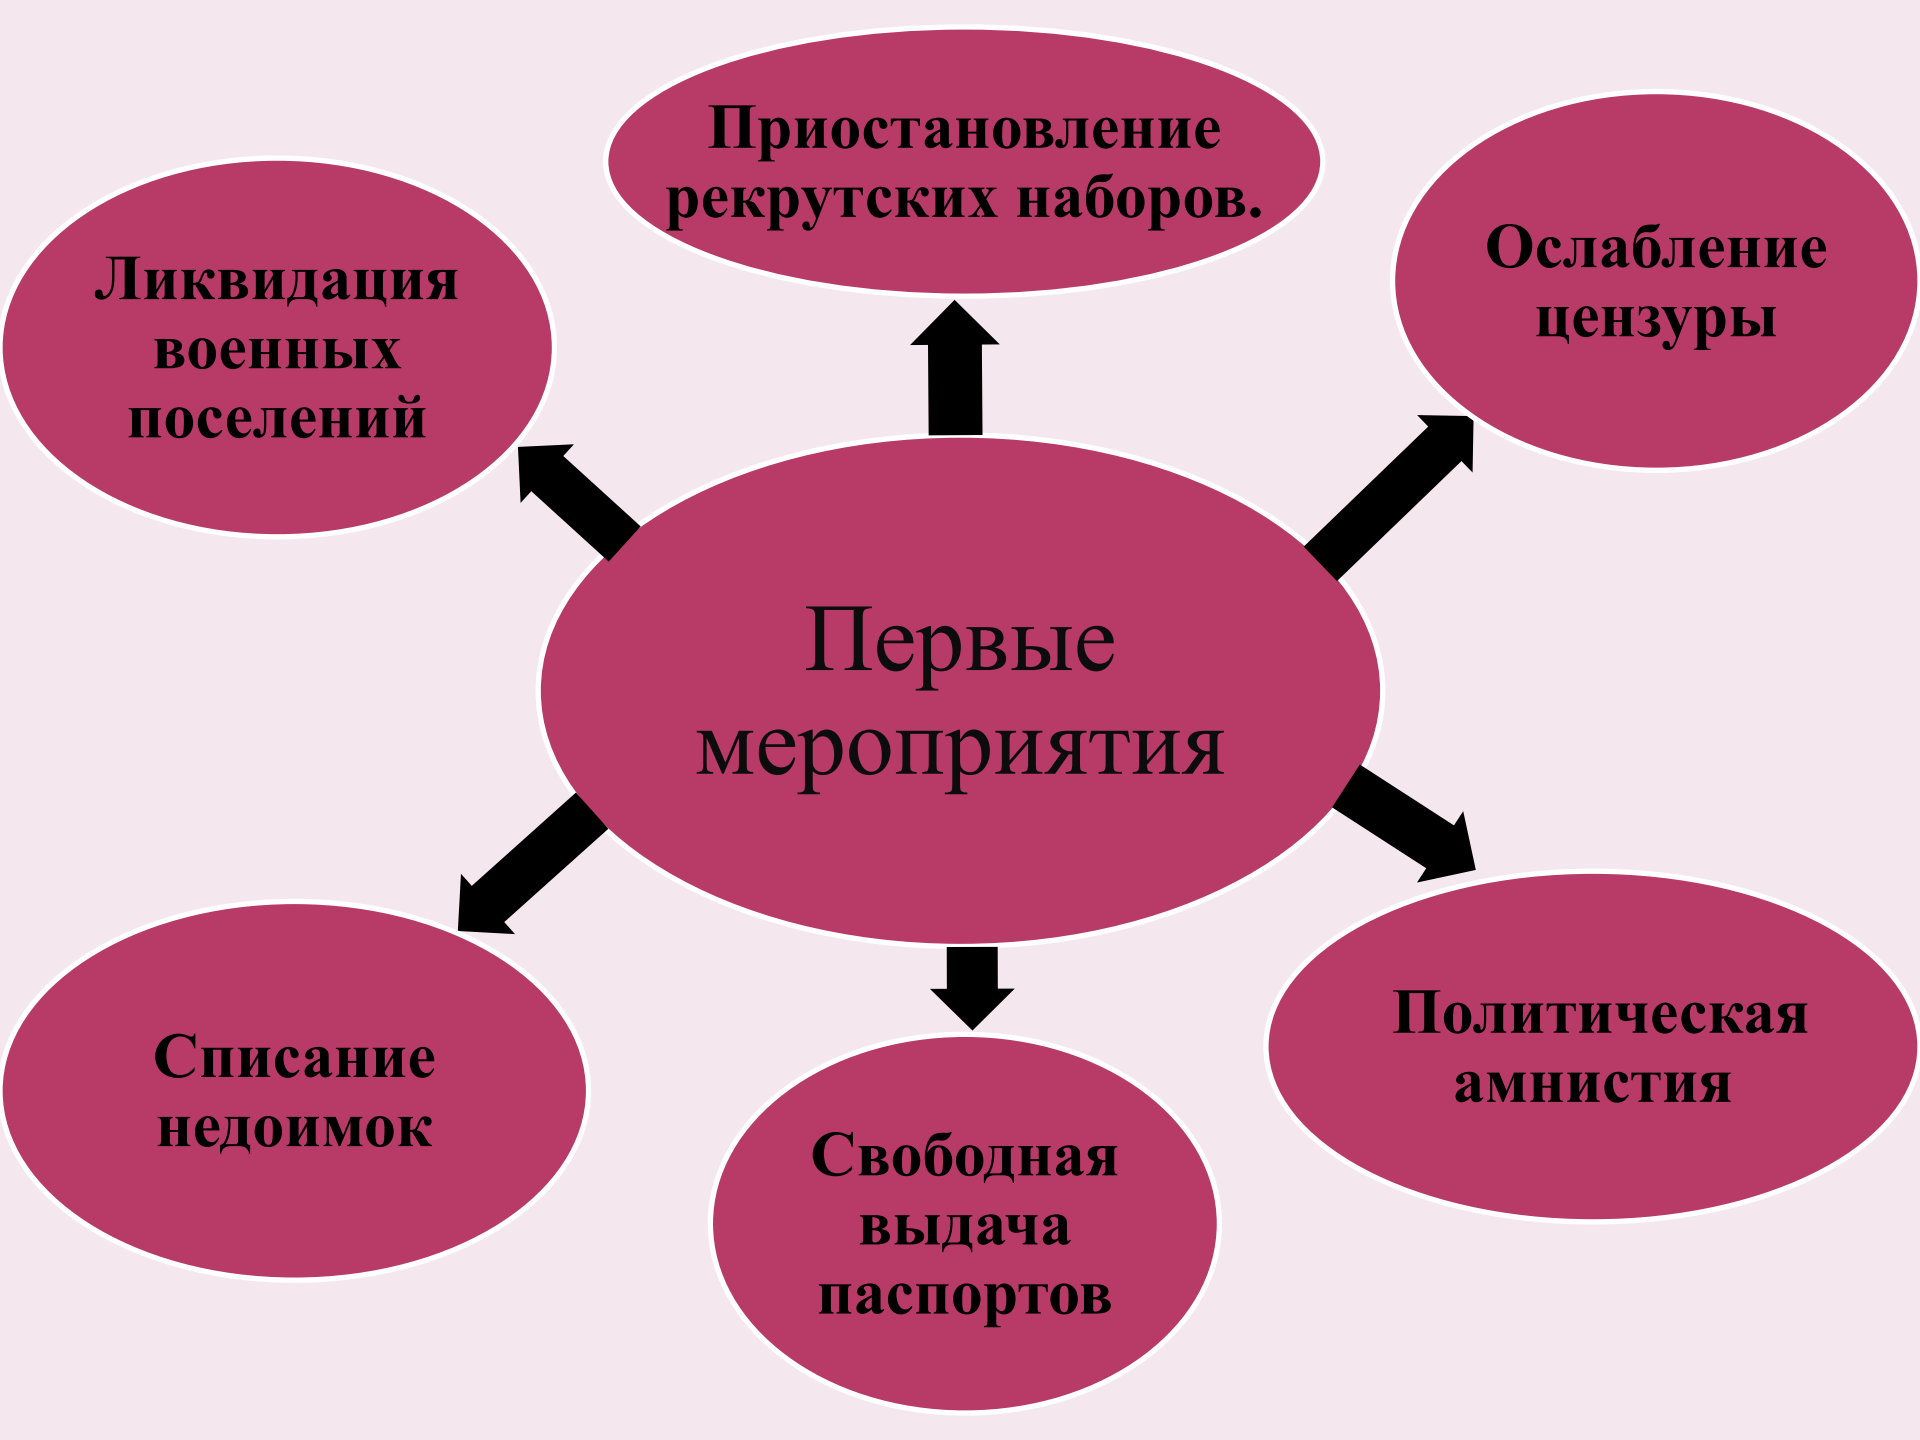 Приостановление
рекрутских наборов.
Ослабление
цензуры
Ликвидация
военных
поселений
Первые
мероприятия
Списание
недоимок
Свободная
выдача
паспортов
Политическая
амнистия